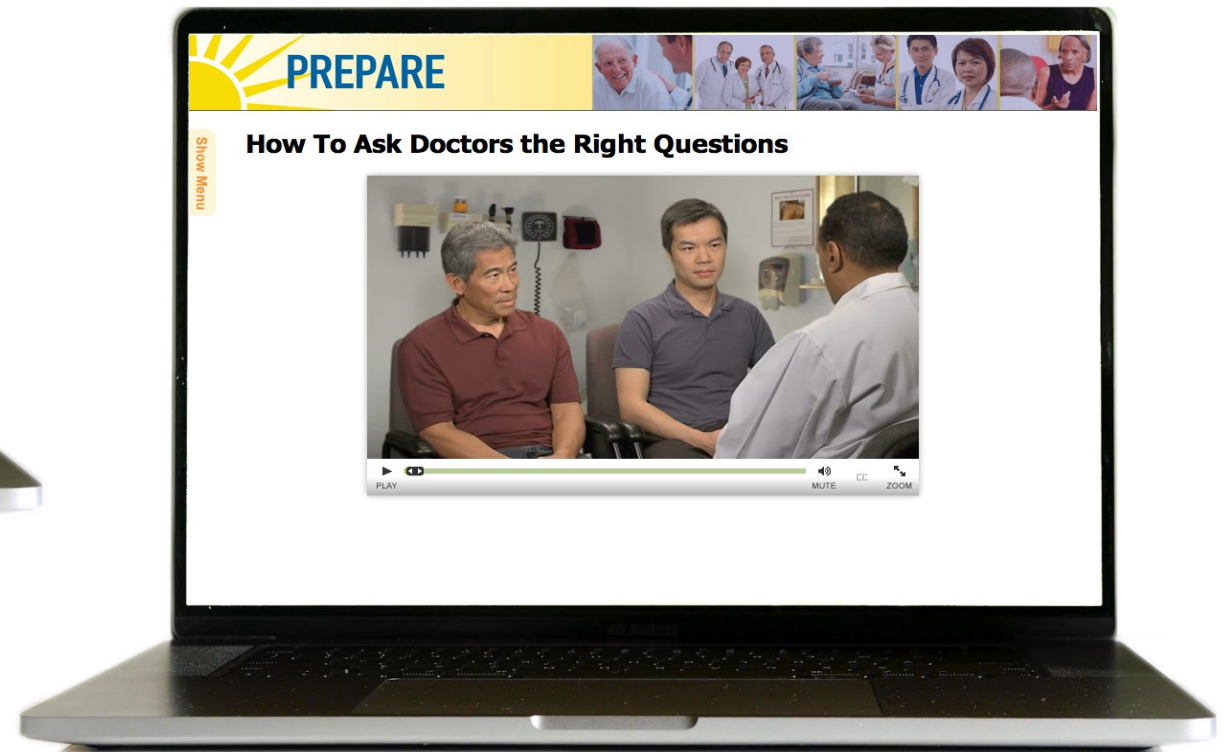 PREPARE
Show Menu
How To Ask Doctors the Right Questions
PLAY
MUTE
CC
ZOOM